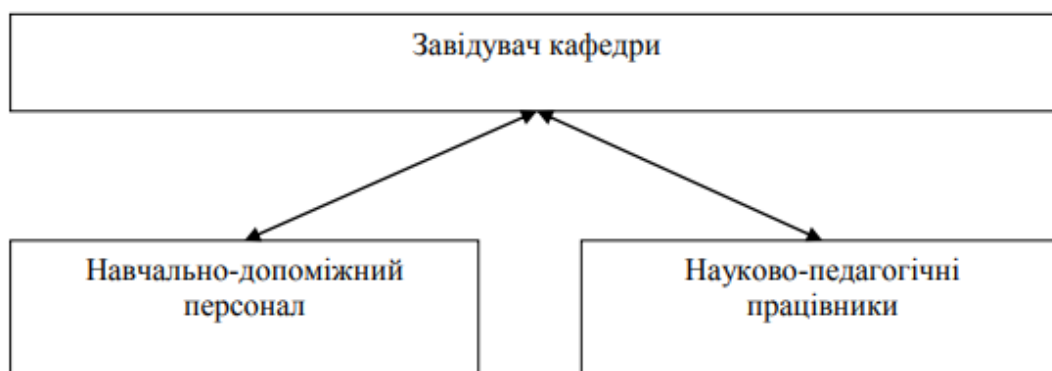 Завідувач кафедри
Навчально-допоміжний
персонал
Науково-педагогічні
працівники